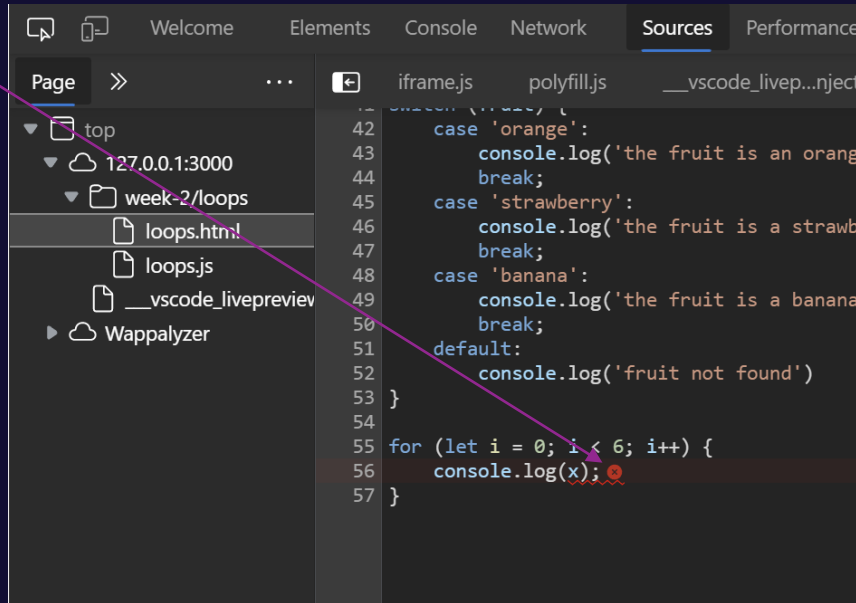 Welcome Elements Console Network Sources Performance
Page iframe.js polyfill.js __vscode_livep...nject
top
127.0.0.1:3000
week-2/loops
loops.html
loops.js
__vscode_livepreview
Wappalyzer
42 case 'orange':
43 console.log('the fruit is an orang
44 break;
45 case 'strawberry':
46 console.log('the fruit is a strawb
47 break;
48 case 'banana':
49 console.log('the fruit is a banana
50 break;
51 default:
52 console.log('fruit not found')
53 }
54
55 for (let i = 0; i < 6; i++) {
56 console.log(x);
57 }